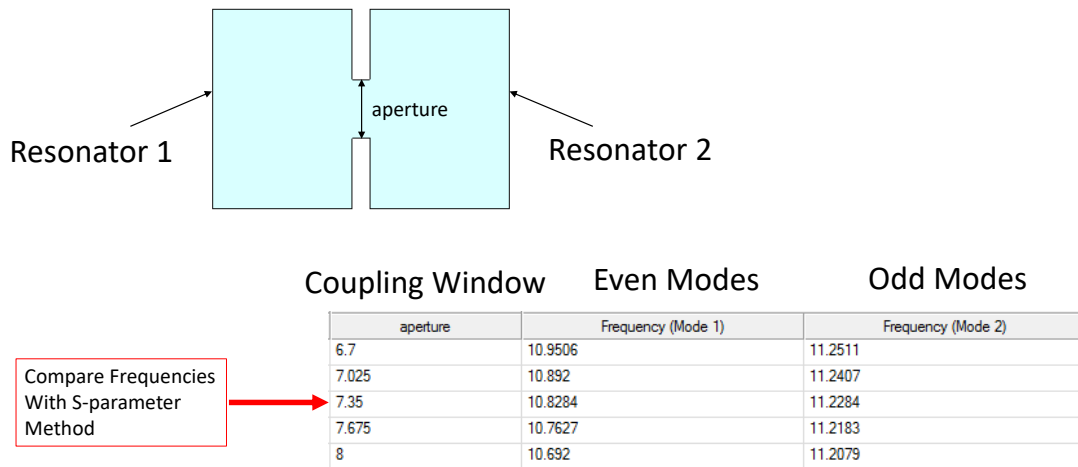 aperture
Resonator 1
Resonator 2
Coupling Window Even Modes Odd Modes
aperture Frequency (Mode 1) Frequency (Mode 2)
6.7 10.9506 11.2511
7.025 10.892 11.2407
7.35 10.8284 11.2284
7.675 10.7627 11.2183
8 10.692 11.2079
Compare Frequencies
With S-parameter
Method